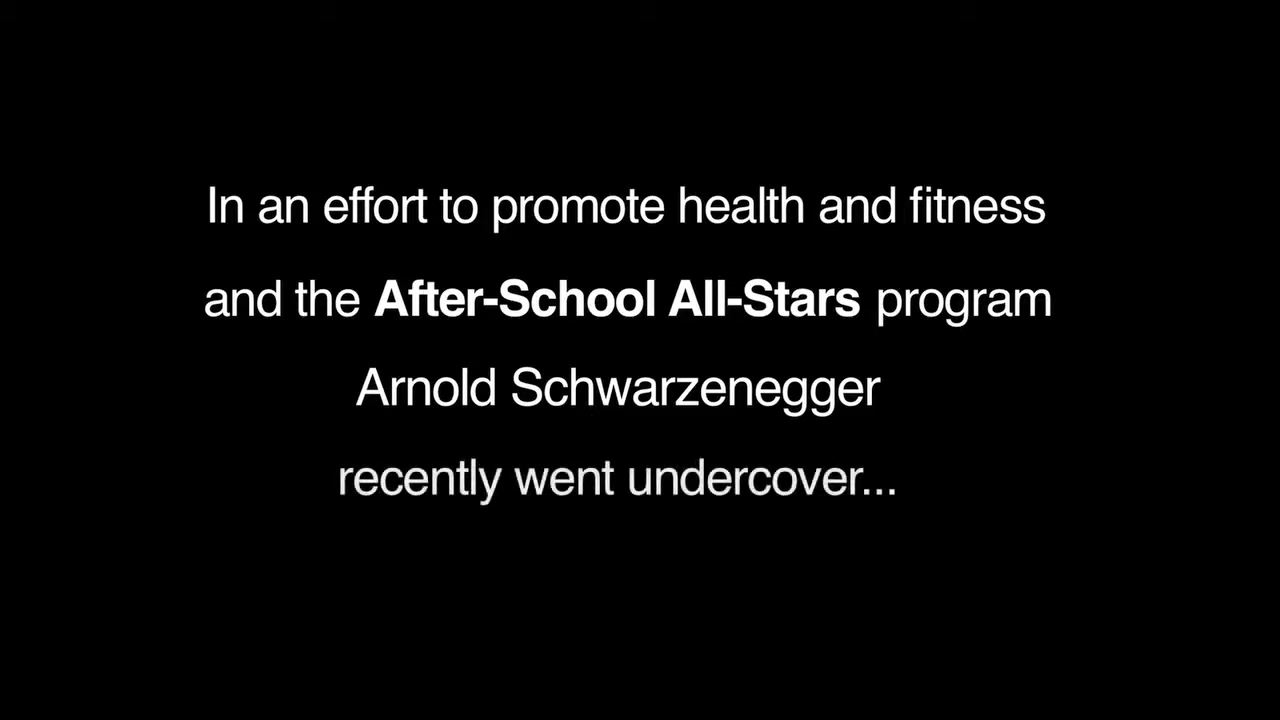 In an effort to promote health and fitness
and the After-School All-Stars program
Arnold Schwarzenegger
recently went undercover...